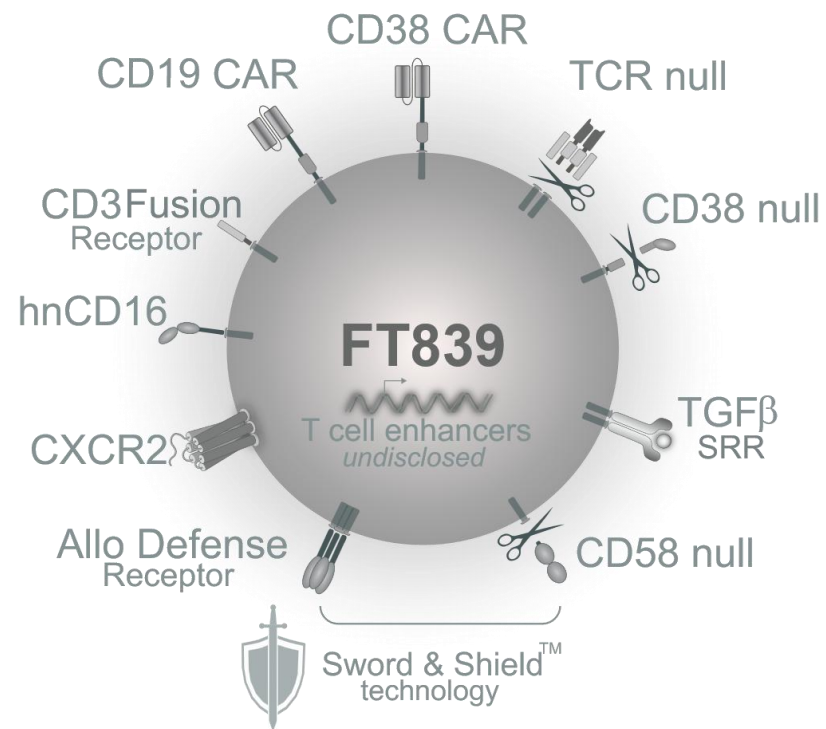 CD38 CAR
CD19 CAR
TCR null
CD3Fusion
Receptor
CD38 null
hnCD16
FT839
T cell enhancers
undisclosed
TGFβ
SRR
CXCR2
Allo Defense
Receptor
CD58 null
Sword & Shield™
technology